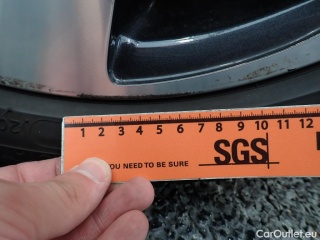 1 2 3 4 5 6 7 8 9 10 11 12
YOU NEED TO BE SURE SGS
CarOutlet.eu